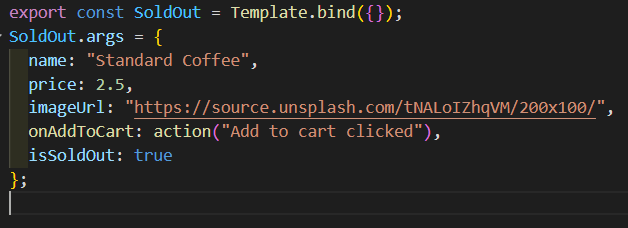 export const SoldOut = Template.bind({});
SoldOut.args = {
  name: "Standard Coffee",
  price: 2.5,
  imageUrl: "https://source.unsplash.com/tNALoIZhqVM/200x100/",
  onAddToCart: action("Add to cart clicked"),
  isSoldOut: true
};